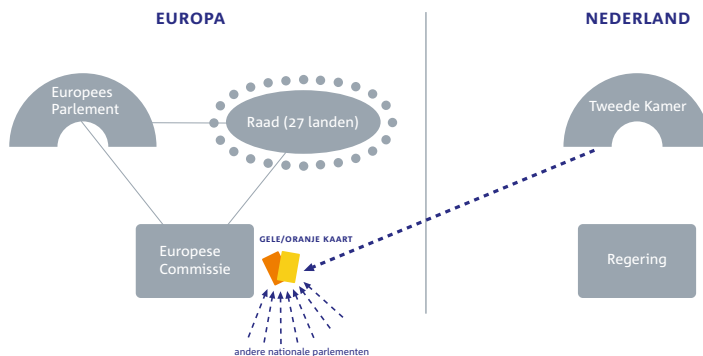 EUROPA
NEDERLAND
Europees
Parlement
Raad (27 landen)
Tweede Kamer
GELE/ORANJE KAART
Europese
Commissie
Regering
andere nationale parlementen